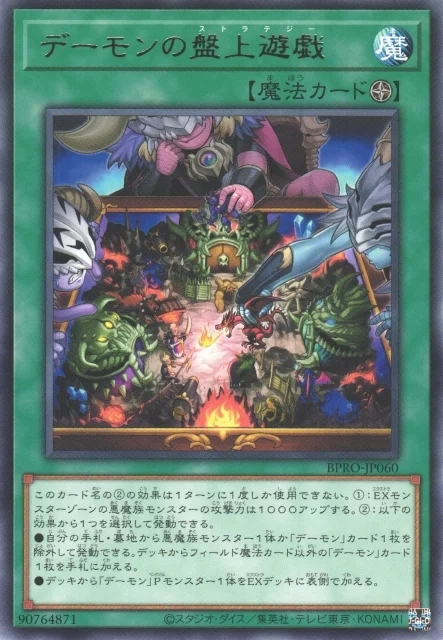 ストラテジー
デーモンの盤上遊戯
魔
【魔法カード】
BPRO-JP060
このカード名の②の効果は1ターンに1度しか使用できない。①：EXモン
スターゾーンの悪魔族モンスターの攻撃力は1000アップする。②：以下の
効果から1つを選択して発動できる。
●自分の手札・墓地から悪魔族モンスター1体か「デーモン」カード1枚を
除外して発動できる。デッキからフィールド魔法カード以外の「デーモン」カード
1枚を手札に加える。
●デッキから「デーモン」Pモンスター1体をEXデッキに表側で加える。
90764871
©スタジオ・ダイス／集英社・テレビ東京・KONAMI